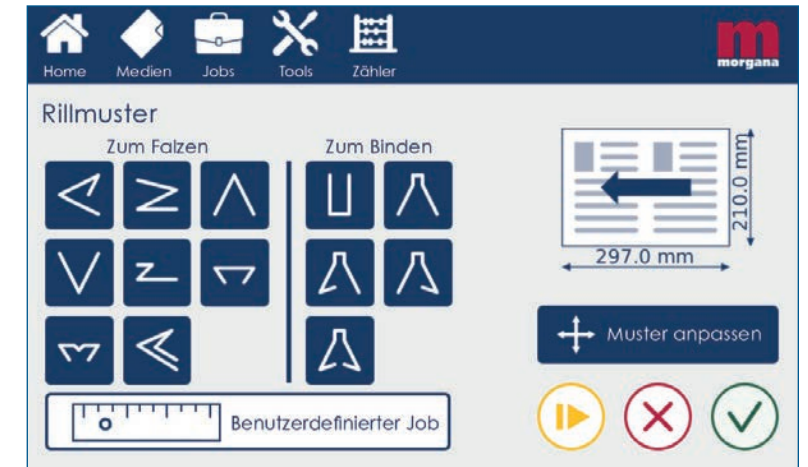 Home Medien Jobs Tools Zähler
m
morgana
Rillmuster
Zum Falzen Zum Binden
210.0 mm
297.0 mm
Muster anpassen
Benutzerdefinierter Job